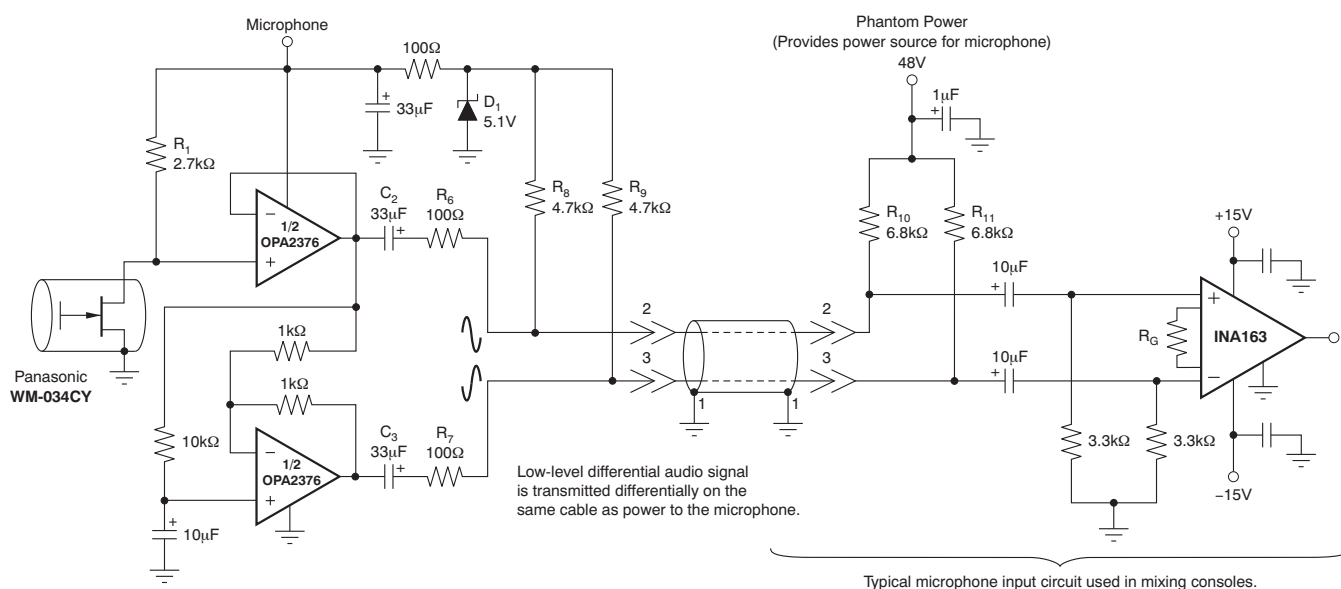 Microphone
100Ω
+
33μF
D1
5.1V
R1
2.7kΩ
−
1/2
OPA2376
+
C2
33μF
+
R6
100Ω
R8
4.7kΩ
R9
4.7kΩ
Panasonic
WM-034CY
1kΩ
1kΩ
10kΩ
−
1/2
OPA2376
+
C3
33μF
+
R7
100Ω
+
10μF
2
3
2
3
1
1
Low-level differential audio signal
is transmitted differentially on the
same cable as power to the microphone.
Phantom Power
(Provides power source for microphone)
48V
1μF
+
R10
6.8kΩ
R11
6.8kΩ
10μF
+
10μF
+
+15V
+
RG
INA163
−
3.3kΩ
3.3kΩ
−15V
Typical microphone input circuit used in mixing consoles.